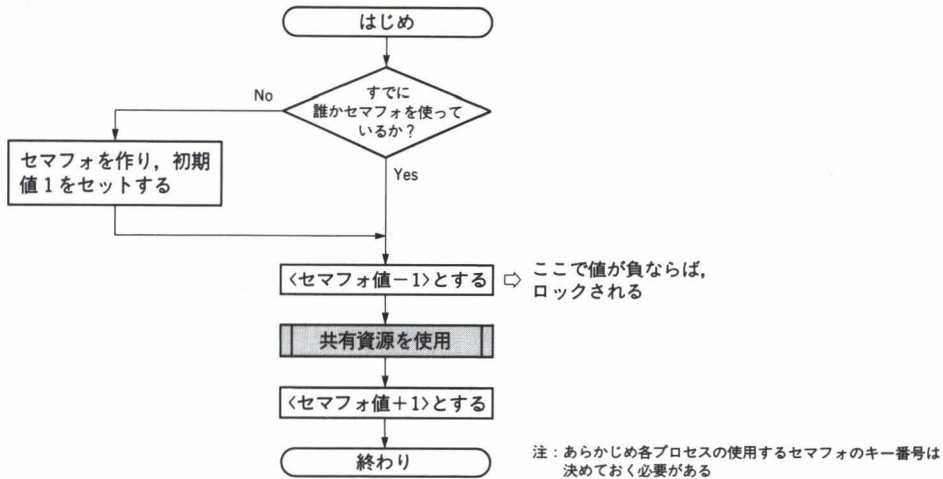 はじめ
すでに
誰かセマフォを使って
いるか？
No
Yes
セマフォを作り，初期
値1をセットする
〈セマフォ値－1〉とする
ここで値が負ならば，
ロックされる
共有資源を使用
〈セマフォ値＋1〉とする
終わり
注：あらかじめ各プロセスの使用するセマフォのキー番号は
決めておく必要がある